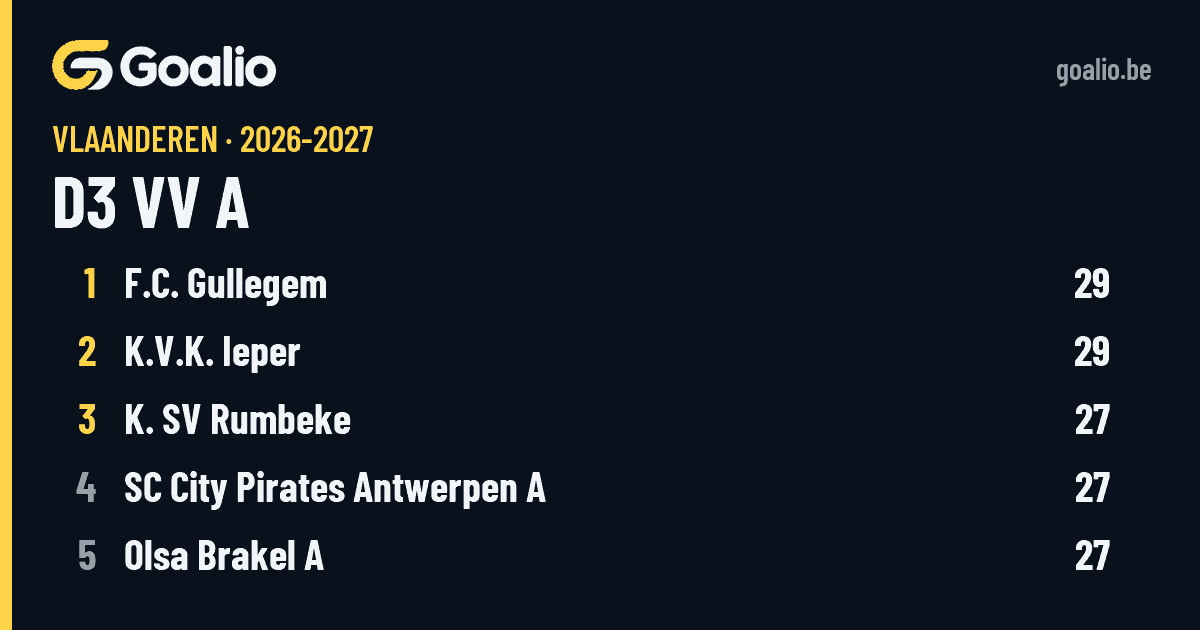 Goalio
goalio.be
VLAANDEREN · 2026-2027
D3 VV A
1 F.C. Gullegem 29
2 K.V.K. Ieper 29
3 K. SV Rumbeke 27
4 SC City Pirates Antwerpen A 27
5 Olsa Brakel A 27